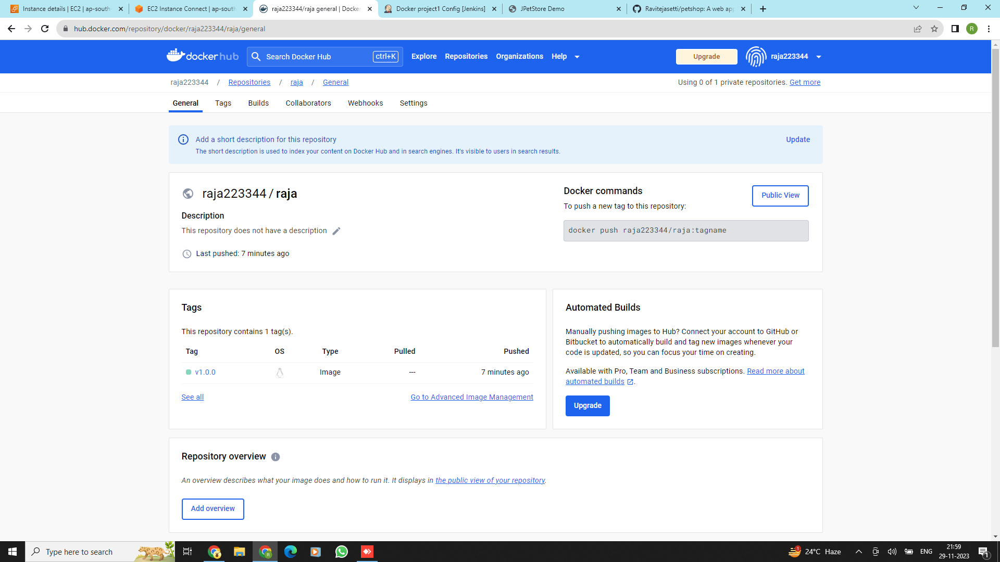 Instance details | EC2 | ap-south-
EC2 Instance Connect | ap-south
raja223344/raja general | Docker
Docker project1 Config [Jenkins]
JPetStore Demo
Ravitejasetti/petshop: A web app
hub.docker.com/repository/docker/raja223344/raja/general
R
docker hub
Search Docker Hub
ctrl+K
Explore
Repositories
Organizations
Help
Upgrade
raja223344
raja223344 / Repositories / raja / General
Using 0 of 1 private repositories. Get more
General
Tags
Builds
Collaborators
Webhooks
Settings
Add a short description for this repository
Update
The short description is used to index your content on Docker Hub and in search engines. It's visible to users in search results.
raja223344 / raja
Description
This repository does not have a description
Last pushed: 7 minutes ago
Docker commands
Public View
To push a new tag to this repository:
docker push raja223344/raja:tagname
Tags
This repository contains 1 tag(s).
Tag OS Type Pulled Pushed
v1.0.0 Image --- 7 minutes ago
See all
Go to Advanced Image Management
Automated Builds
Manually pushing images to Hub? Connect your account to GitHub or
Bitbucket to automatically build and tag new images whenever your
code is updated, so you can focus your time on creating.
Available with Pro, Team and Business subscriptions. Read more about
automated builds .
Upgrade
Repository overview
An overview describes what your image does and how to run it. It displays in the public view of your repository.
Add overview
Type here to search
R
1
24°C Haze
ENG
21:59
29-11-2023
1